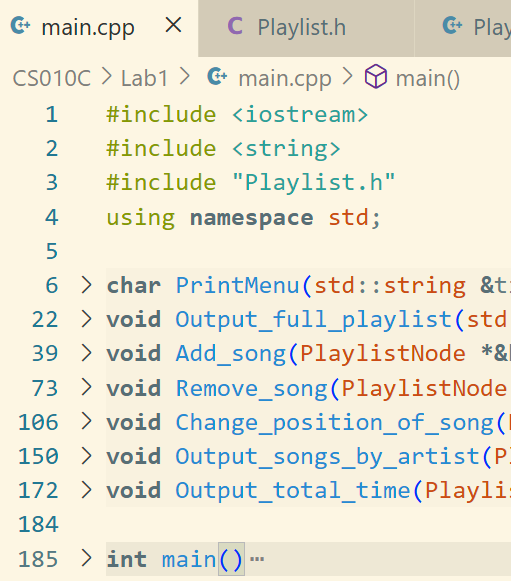 main.cpp Playlist.h
CS010C > Lab1 > main.cpp > main()
1 #include <iostream>
2 #include <string>
3 #include "Playlist.h"
4 using namespace std;
5
6 > char PrintMenu(std::string &
22 > void Output_full_playlist(std
39 > void Add_song(PlaylistNode *&
73 > void Remove_song(PlaylistNode
106 > void Change_position_of_song(
150 > void Output_songs_by_artist(
172 > void Output_total_time(
184
185 > int main()⋯